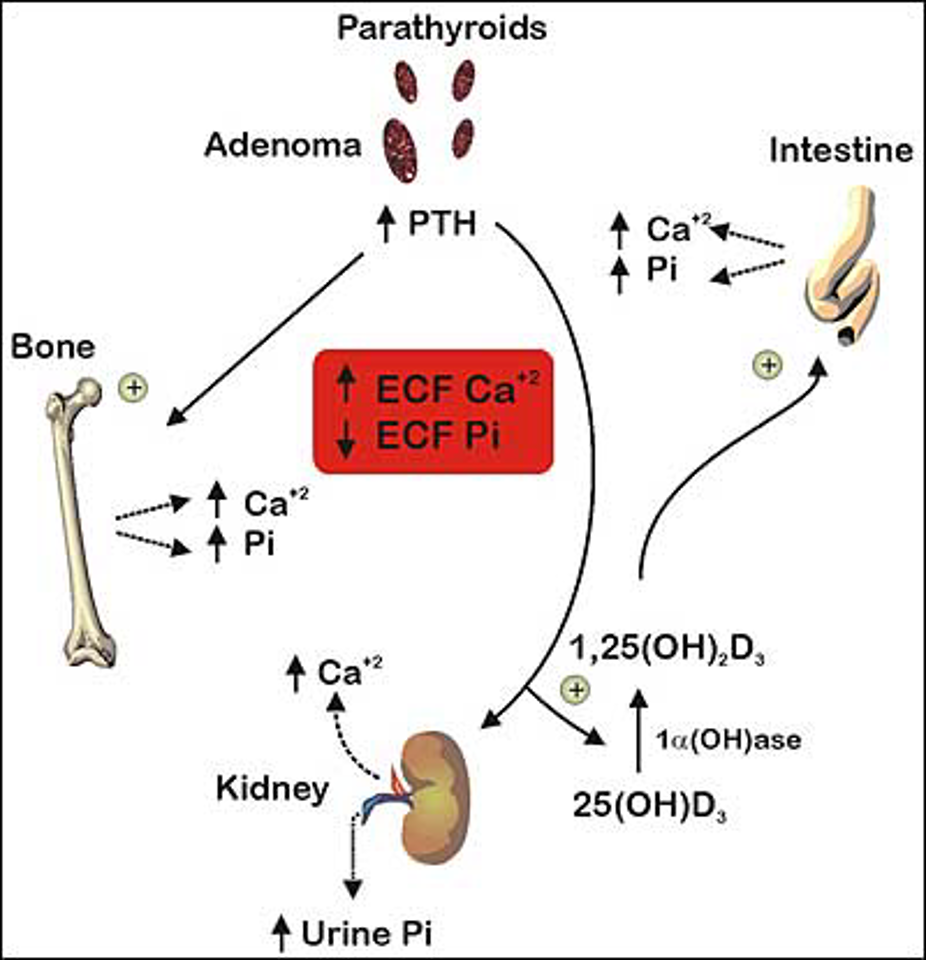 Parathyroids
Adenoma
Intestine
↑ PTH
↑ Ca⁺²
↑ Pi
Bone
+
+
↑ ECF Ca⁺²
↓ ECF Pi
↑ Ca⁺²
↑ Pi
1,25(OH)₂D₃
↑ Ca⁺²
+
1α(OH)ase
Kidney
25(OH)D₃
↑ Urine Pi